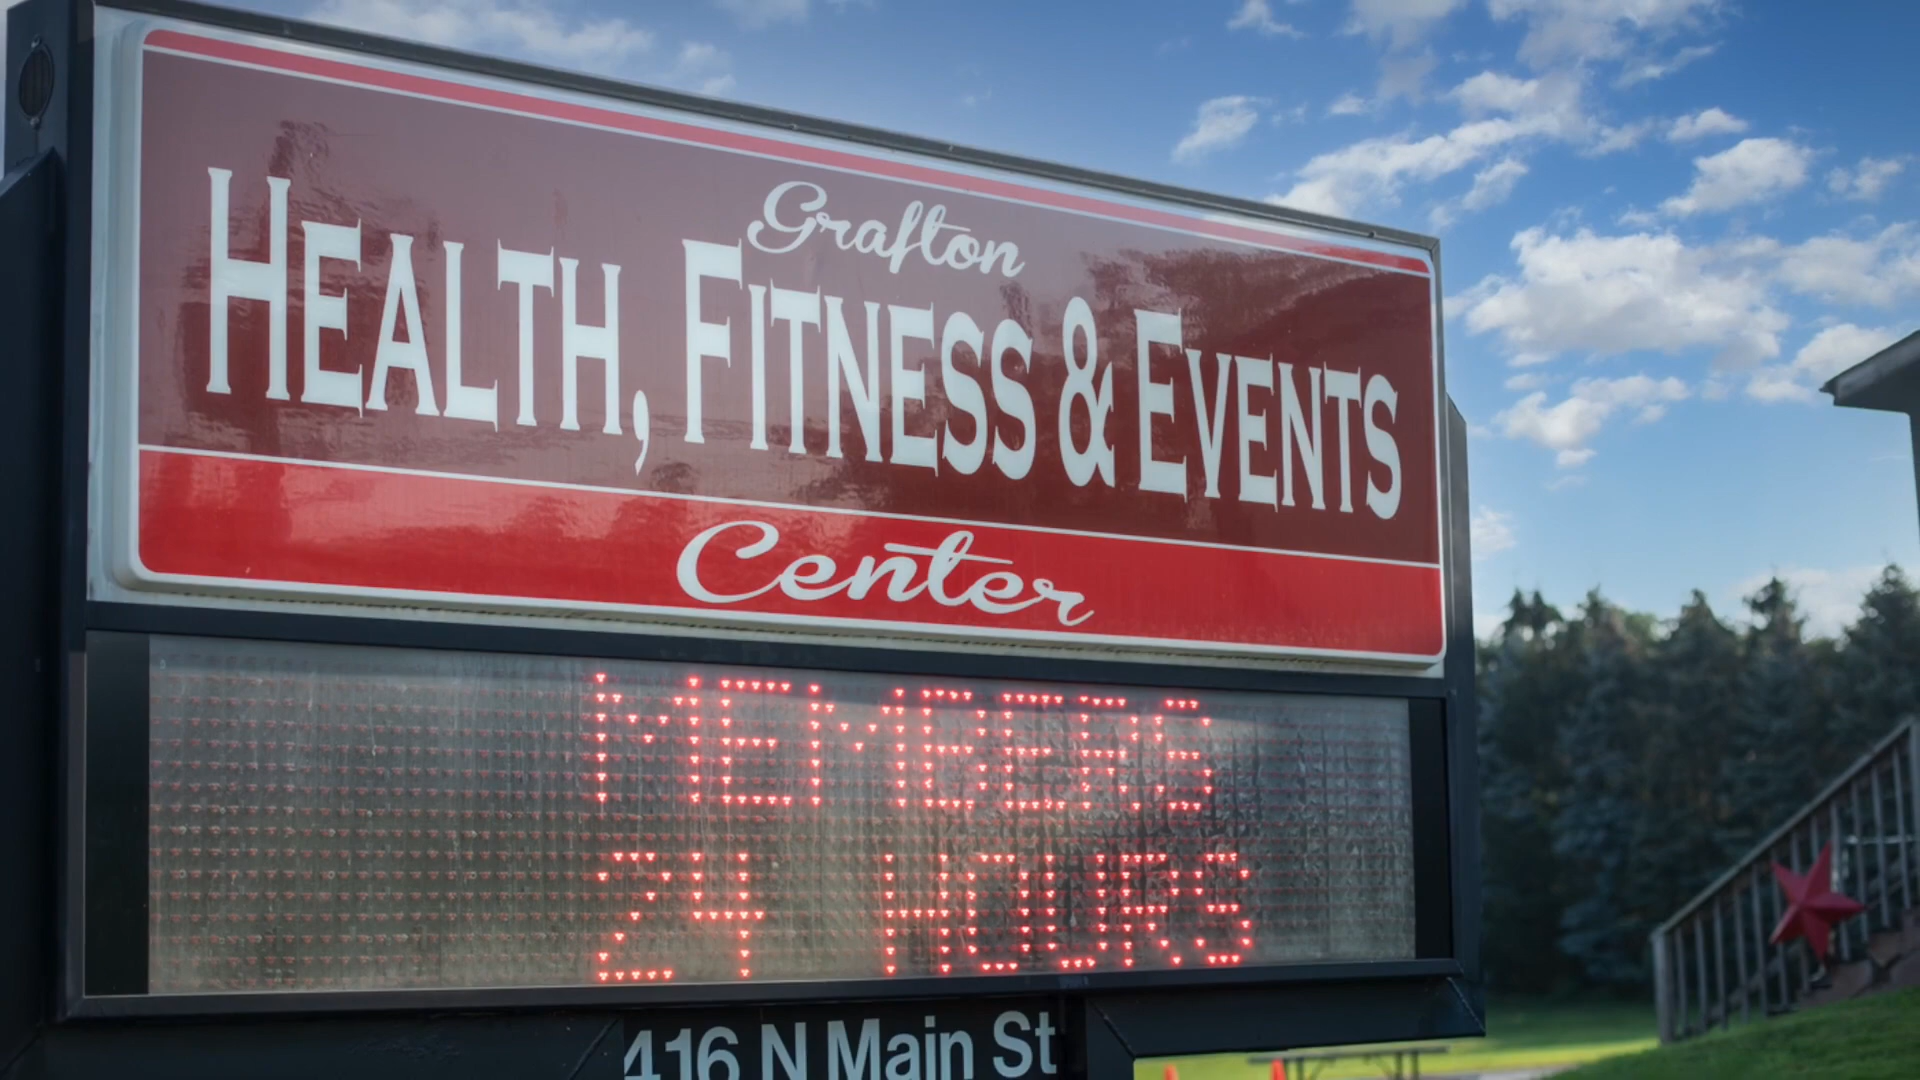 Grafton
HEALTH, FITNESS & EVENTS
Center
MEMBERS
24 HOURS
416 N Main St